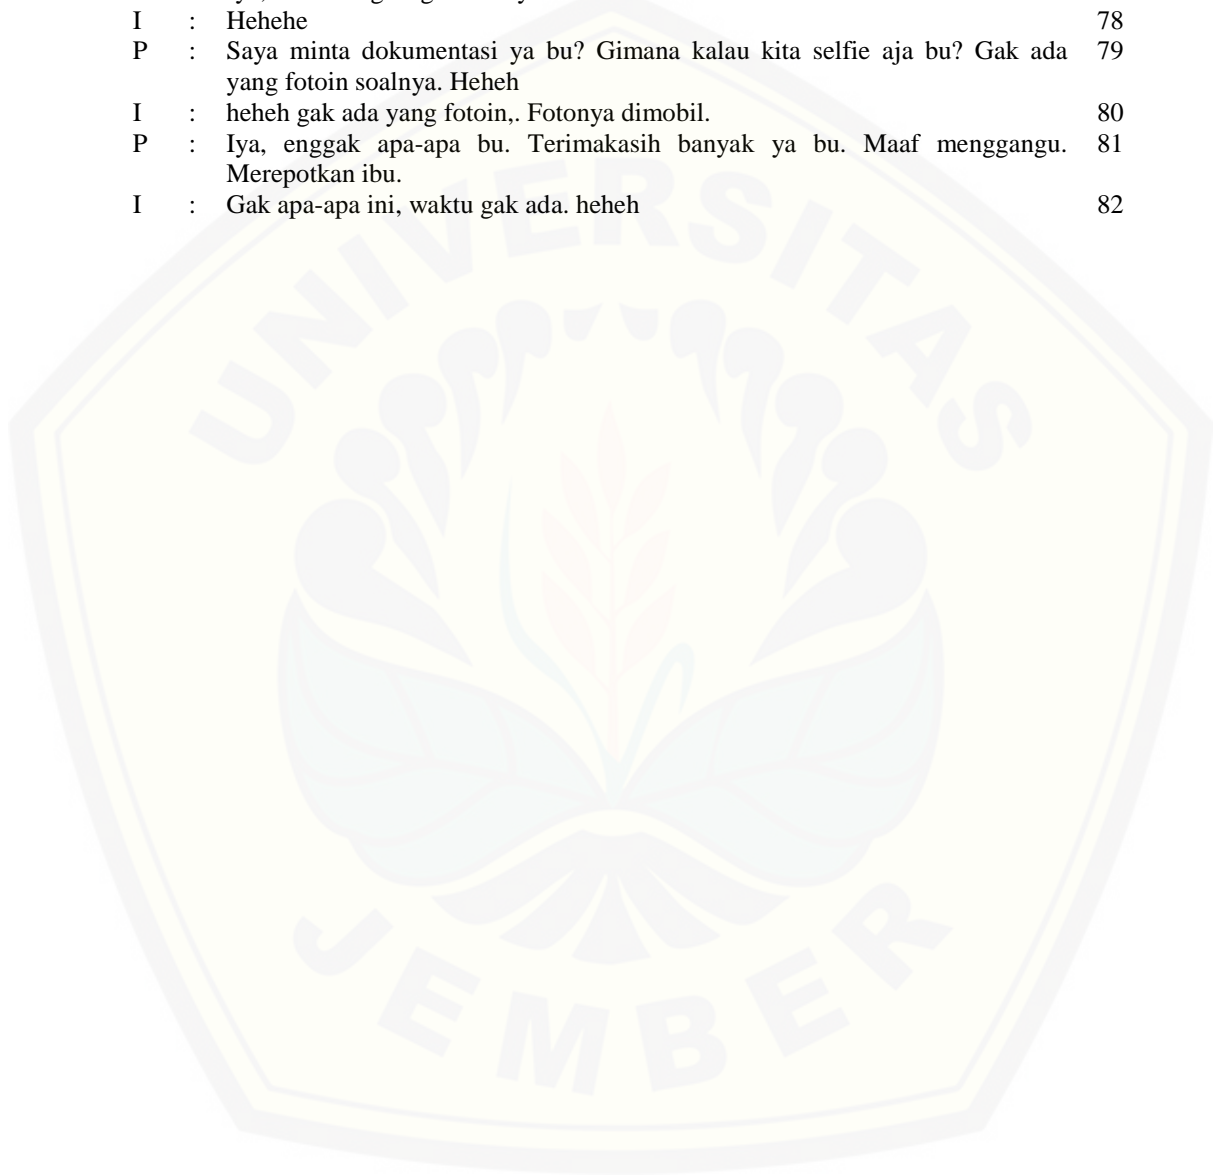 I : Hehehe 78
P : Saya minta dokumentasi ya bu? Gimana kalau kita selfie aja bu? Gak ada 79
yang fotoin soalnya. Heheh
I : heheh gak ada yang fotoin,. Fotonya dimobil. 80
P : Iya, enggak apa-apa bu. Terimakasih banyak ya bu. Maaf menggangu. 81
Merepotkan ibu.
I : Gak apa-apa ini, waktu gak ada. heheh 82
UNIVERSITAS
JEMBER